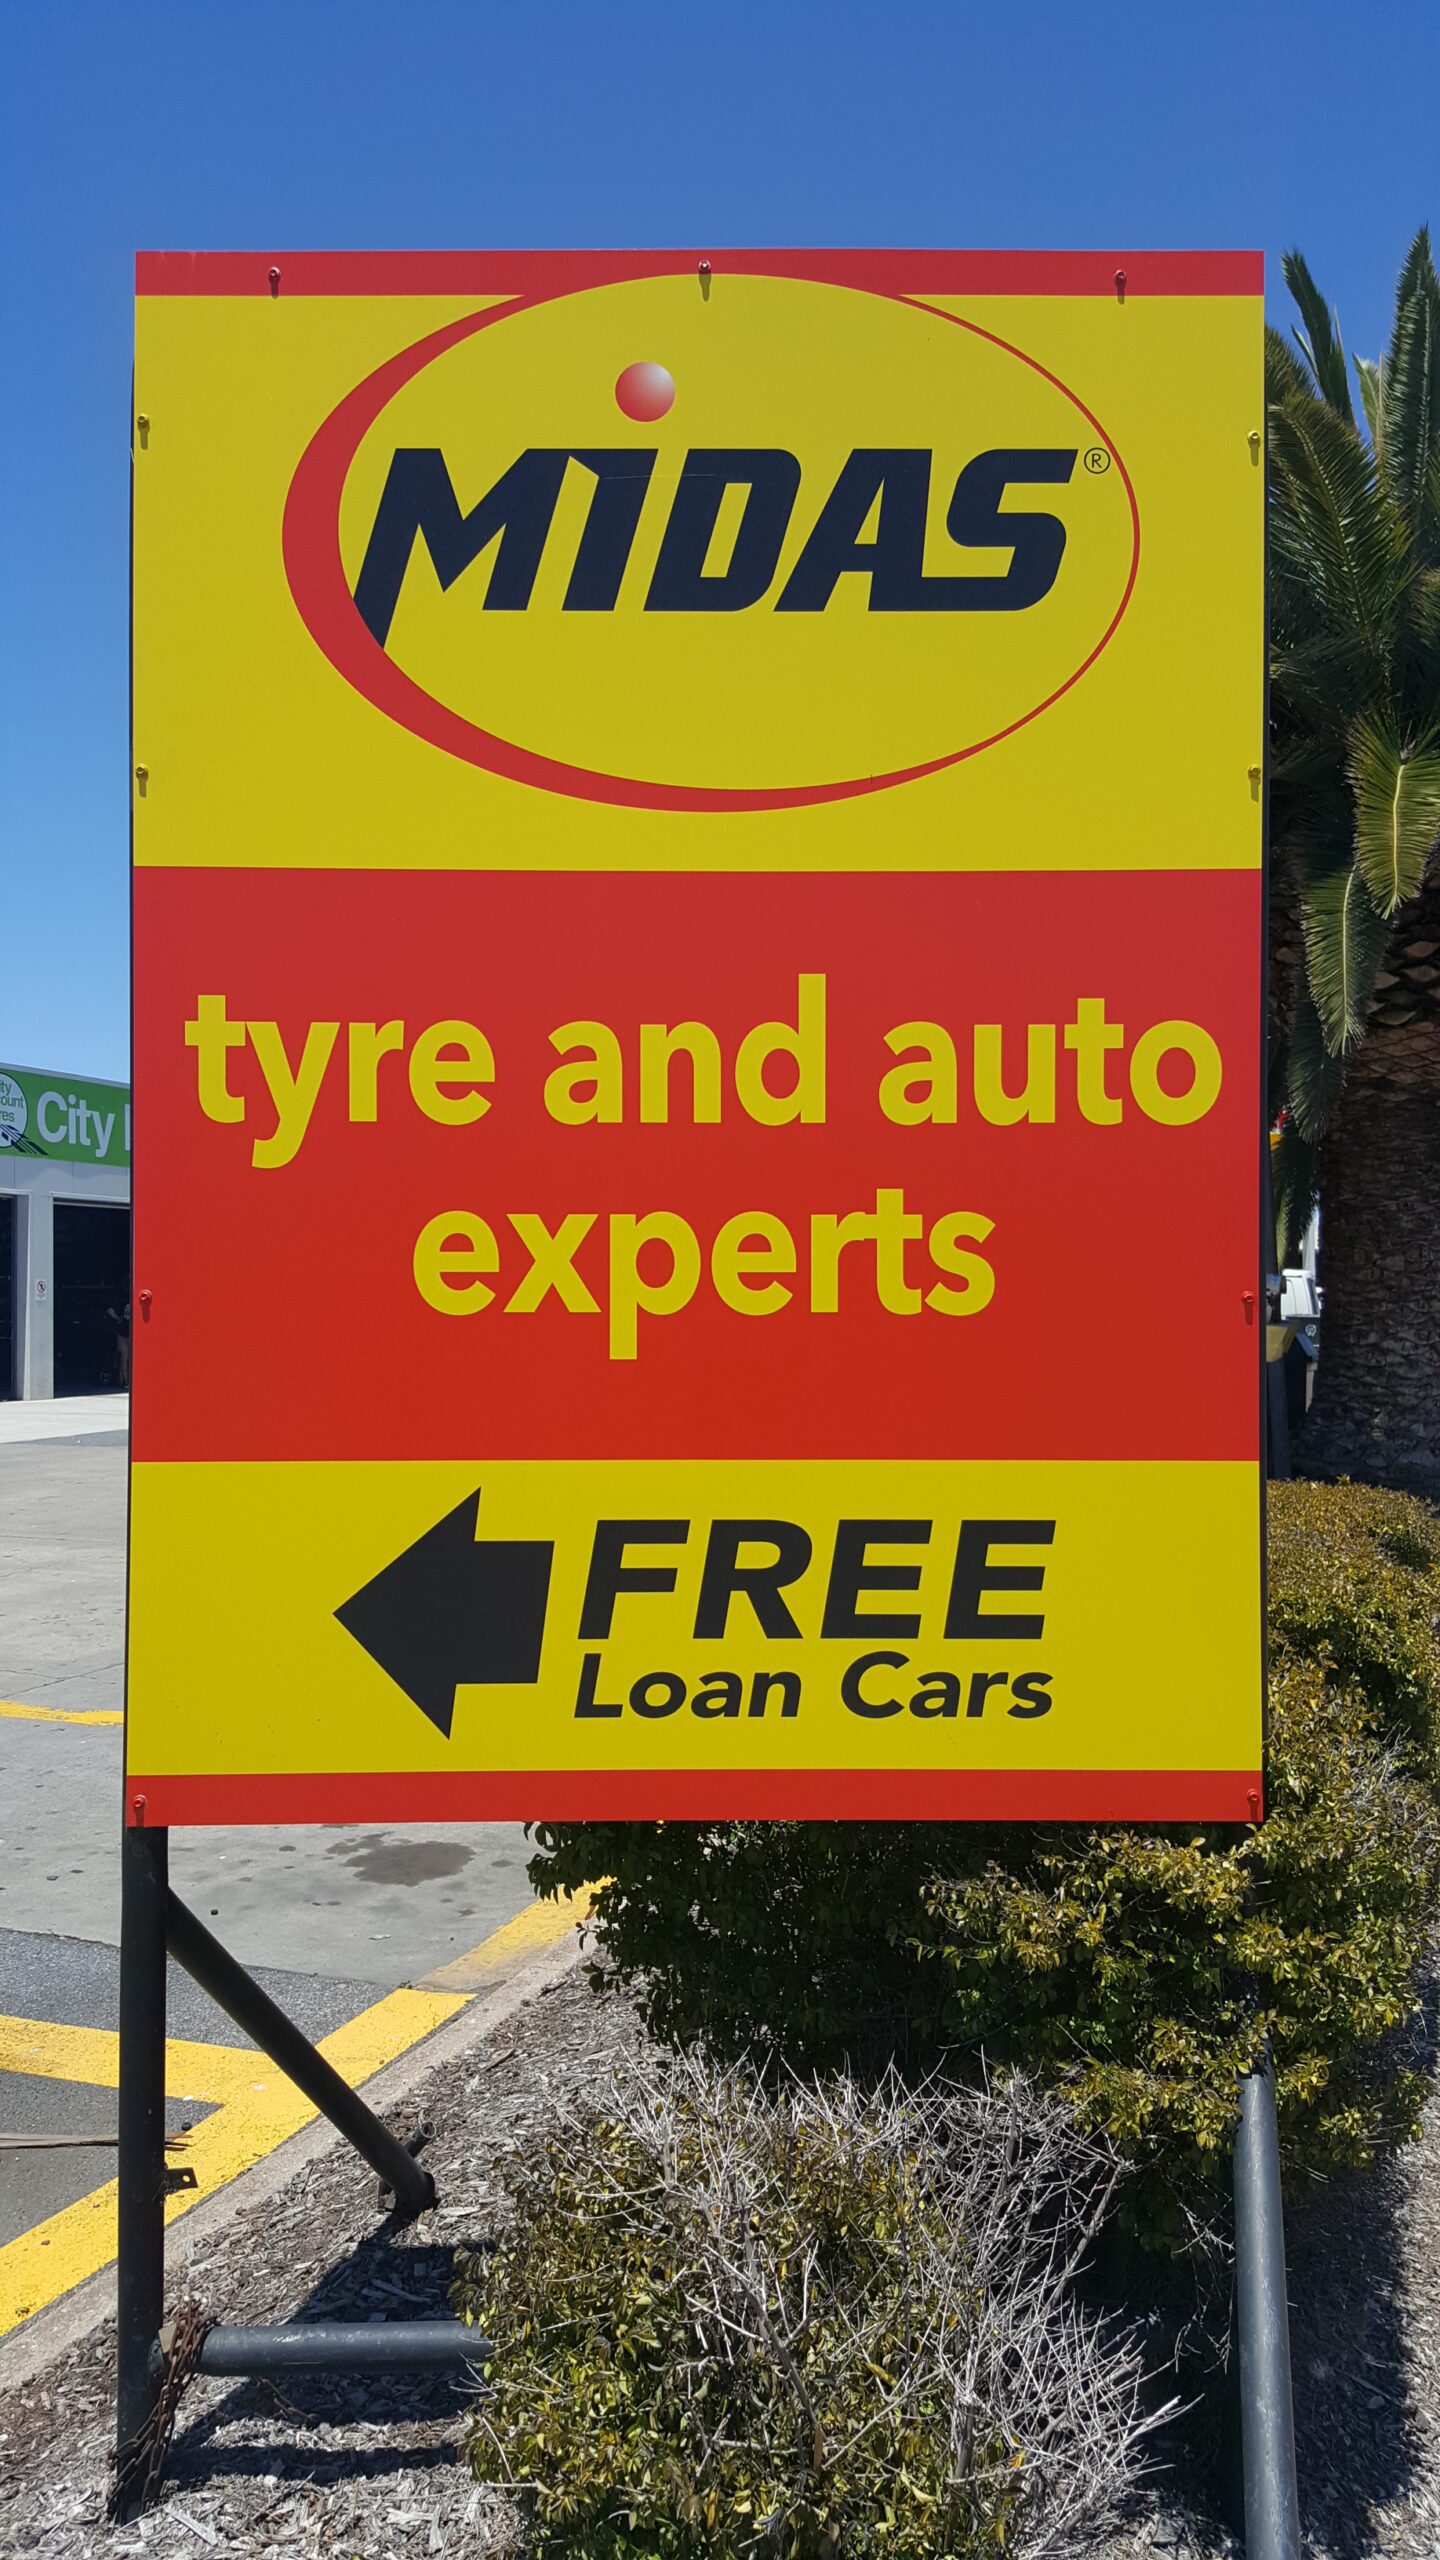 MIDAS®
tyre and auto
experts
FREE
Loan Cars
City